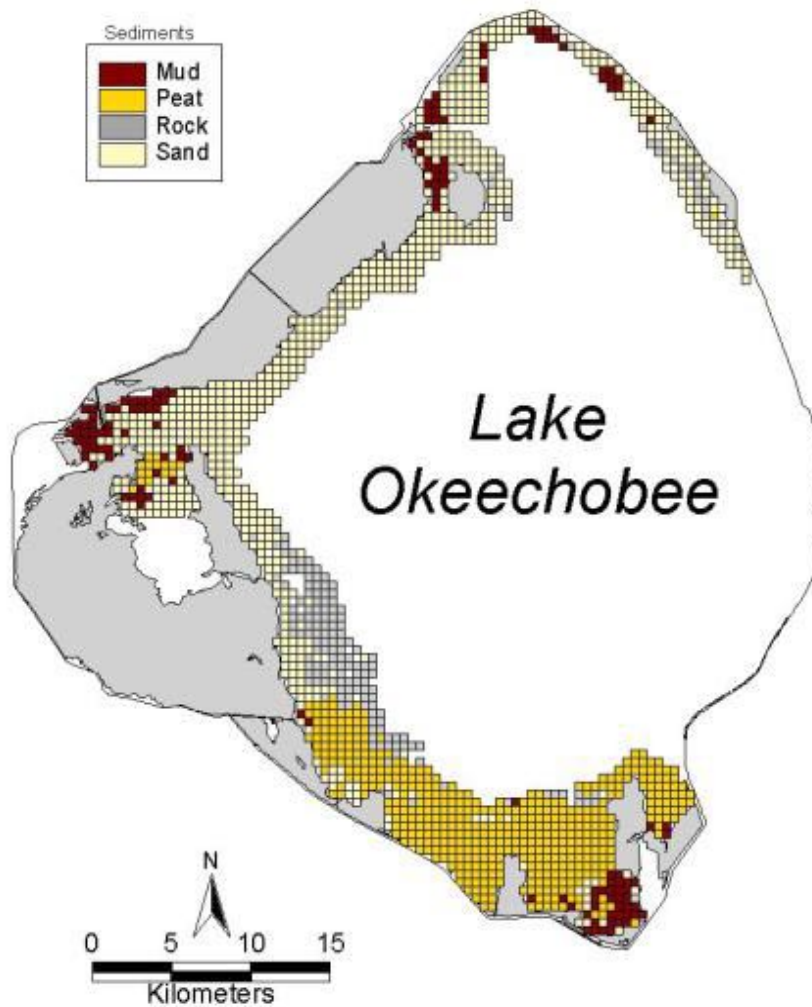 Sediments
Mud
Peat
Rock
Sand
Lake
Okeechobee
N
0 5 10 15
Kilometers